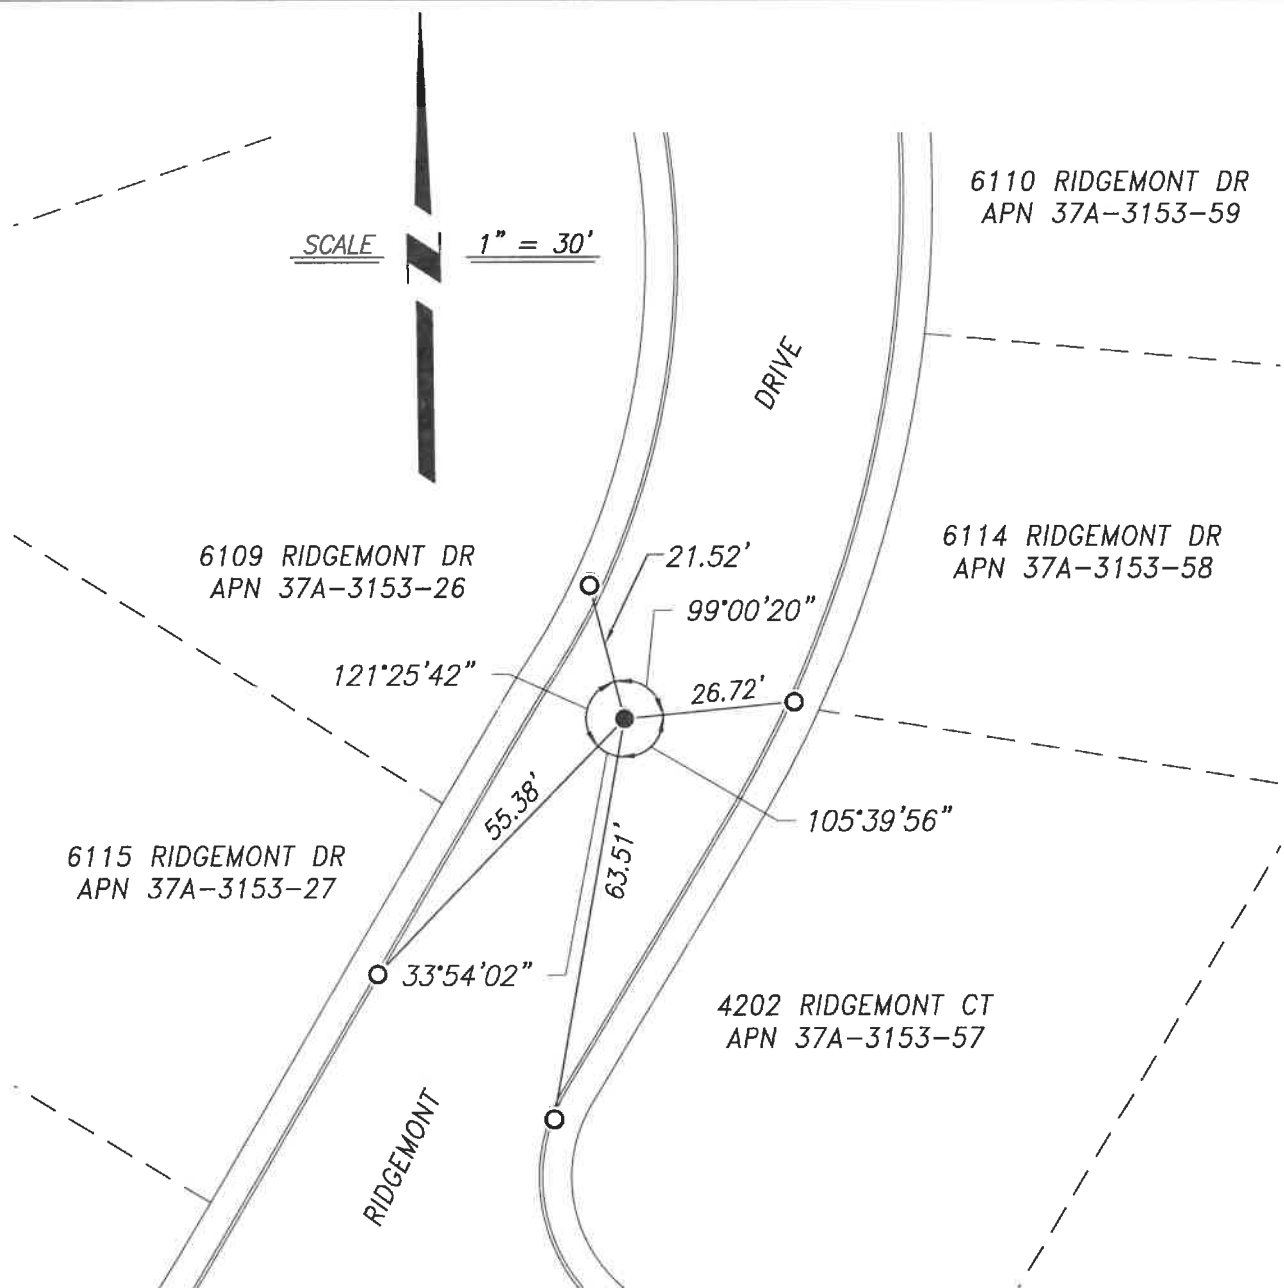 6110 RIDGEMONT DR
APN 37A-3153-59
SCALE 1" = 30'
DRIVE
6109 RIDGEMONT DR
APN 37A-3153-26
21.52'
6114 RIDGEMONT DR
APN 37A-3153-58
99°00'20"
121°25'42"
26.72'
55.38'
63.51'
105°39'56"
6115 RIDGEMONT DR
APN 37A-3153-27
33°54'02"
4202 RIDGEMONT CT
APN 37A-3153-57
RIDGEMONT